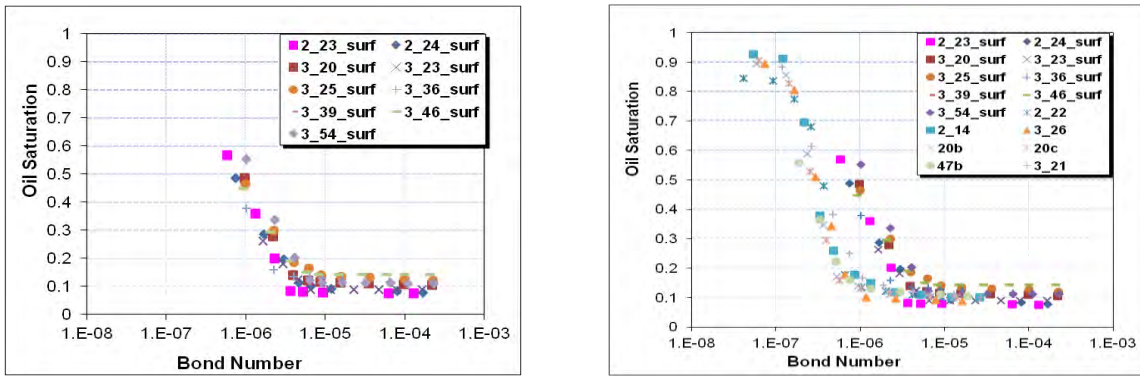 1
0.9
0.8
0.7
0.6
0.5
0.4
0.3
0.2
0.1
0
Oil Saturation
2_23_surf 2_24_surf
3_20_surf 3_23_surf
3_25_surf 3_36_surf
3_39_surf 3_46_surf
3_54_surf
1.E-08 1.E-07 1.E-06 1.E-05 1.E-04 1.E-03
Bond Number
1
0.9
0.8
0.7
0.6
0.5
0.4
0.3
0.2
0.1
0
Oil Saturation
2_23_surf 2_24_surf
3_20_surf 3_23_surf
3_25_surf 3_36_surf
3_39_surf 3_46_surf
3_54_surf 2_22
2_14 3_26
20b 20c
47b 3_21
1.E-08 1.E-07 1.E-06 1.E-05 1.E-04 1.E-03
Bond Number